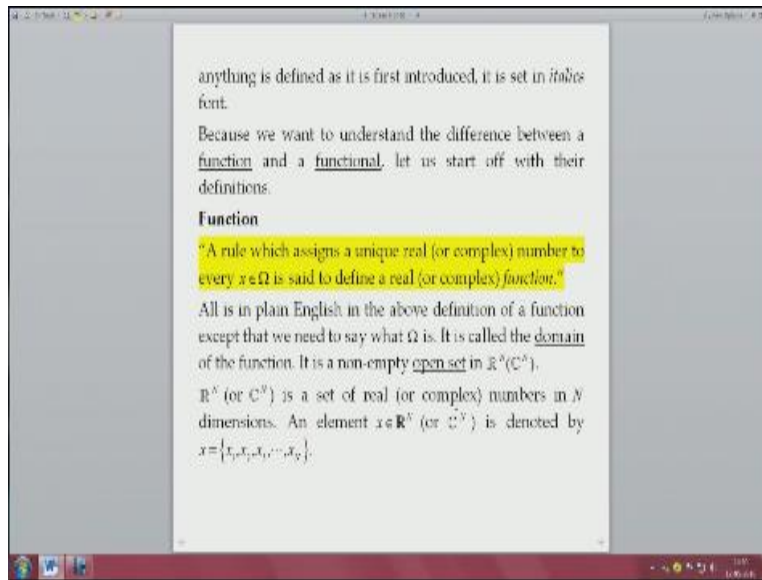 anything is defined as it is first introduced, it is set in italics
font.
Because we want to understand the difference between a
function and a functional, let us start off with their
definitions.
Function
"A rule which assigns a unique real (or complex) number to
every x∈Ω is said to define a real (or complex) function."
All is in plain English in the above definition of a function
except that we need to say what Ω is. It is called the domain
of the function. It is a non-empty open set in ℝᴺ(ℂᴺ).
ℝᴺ (or ℂᴺ) is a set of real (or complex) numbers in N
dimensions. An element x∈𝐑ᴺ (or ℂᴺ) is denoted by
x={x₁,x₂,x₃,⋯,x_N}.